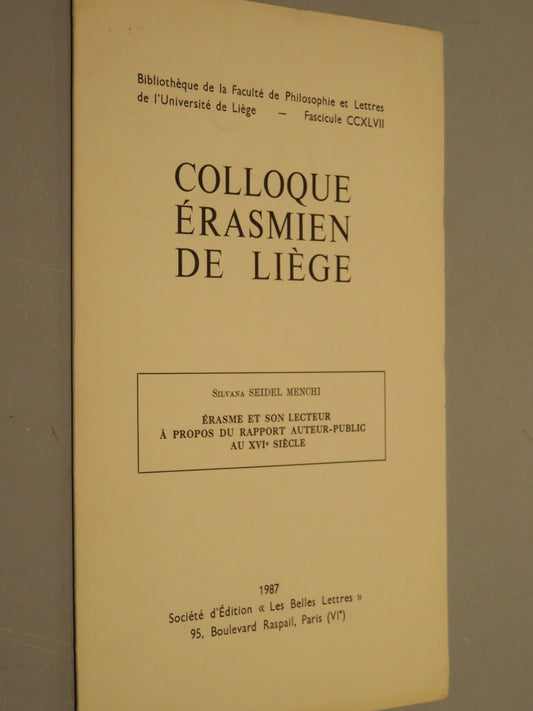 Bibliothèque de la Faculté de Philosophie et Lettres
de l'Université de Liège — Fascicule CCXLVII
COLLOQUE
ÉRASMIEN
DE LIÈGE
Silvana SEIDEL MENCHI
ÉRASME ET SON LECTEUR
À PROPOS DU RAPPORT AUTEUR-PUBLIC
AU XVIe SIÈCLE
1987
Société d'Édition « Les Belles Lettres »
95, Boulevard Raspail, Paris (VIe)